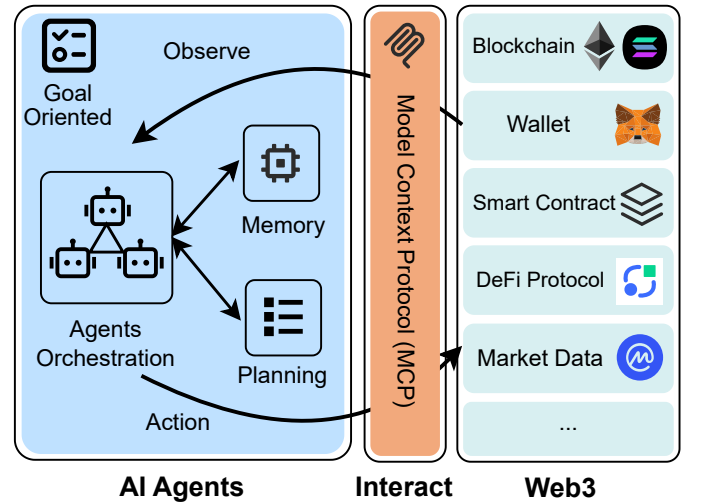 Observe
Goal
Oriented
Memory
Agents
Orchestration
Planning
Action
Model Context Protocol (MCP)
Blockchain
Wallet
Smart Contract
DeFi Protocol
Market Data
...
AI Agents
Interact
Web3